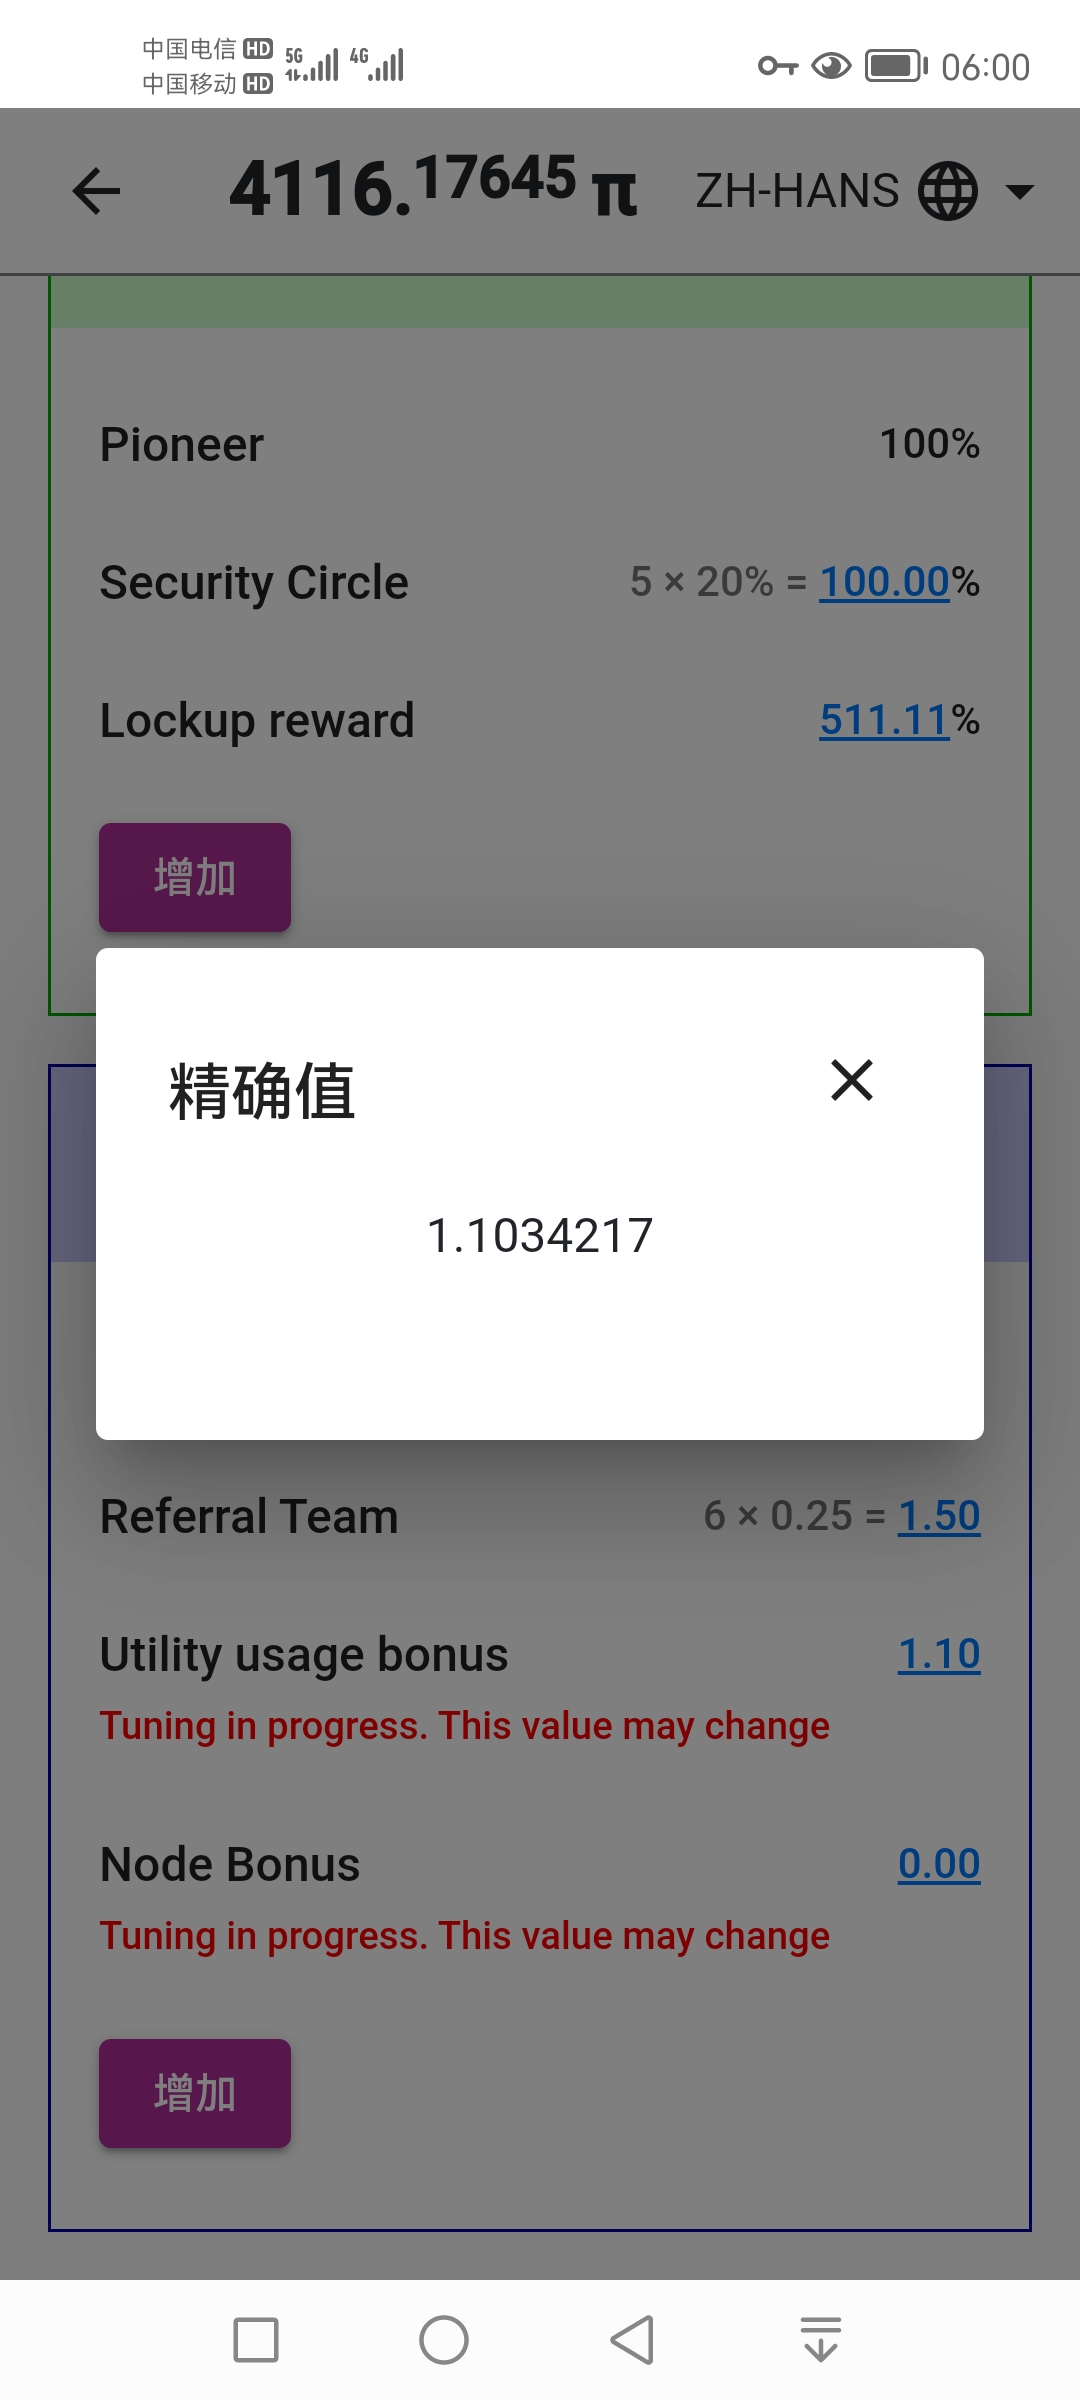 中国电信 HD 5G 4G 06:00
中国移动 HD
4116.17645 π ZH-HANS
Pioneer 100%
Security Circle 5 × 20% = 100.00%
Lockup reward 511.11%
增加
精确值
1.1034217
Referral Team 6 × 0.25 = 1.50
Utility usage bonus 1.10
Tuning in progress. This value may change
Node Bonus 0.00
Tuning in progress. This value may change
增加